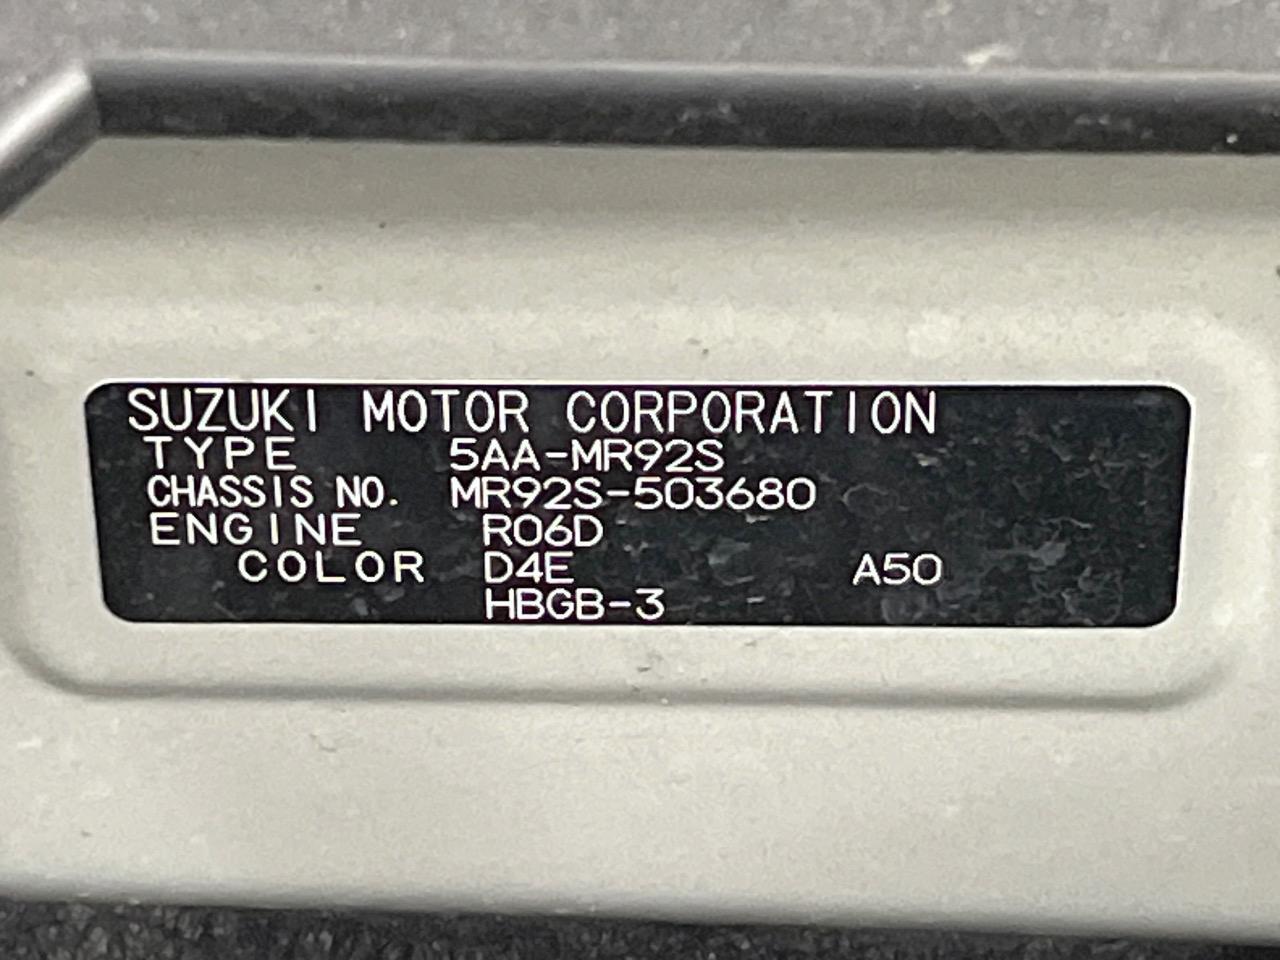 SUZUKI MOTOR CORPORATION
TYPE 5AA-MR92S
CHASSIS NO. MR92S-503680
ENGINE R06D
COLOR D4E A50
HBGB-3